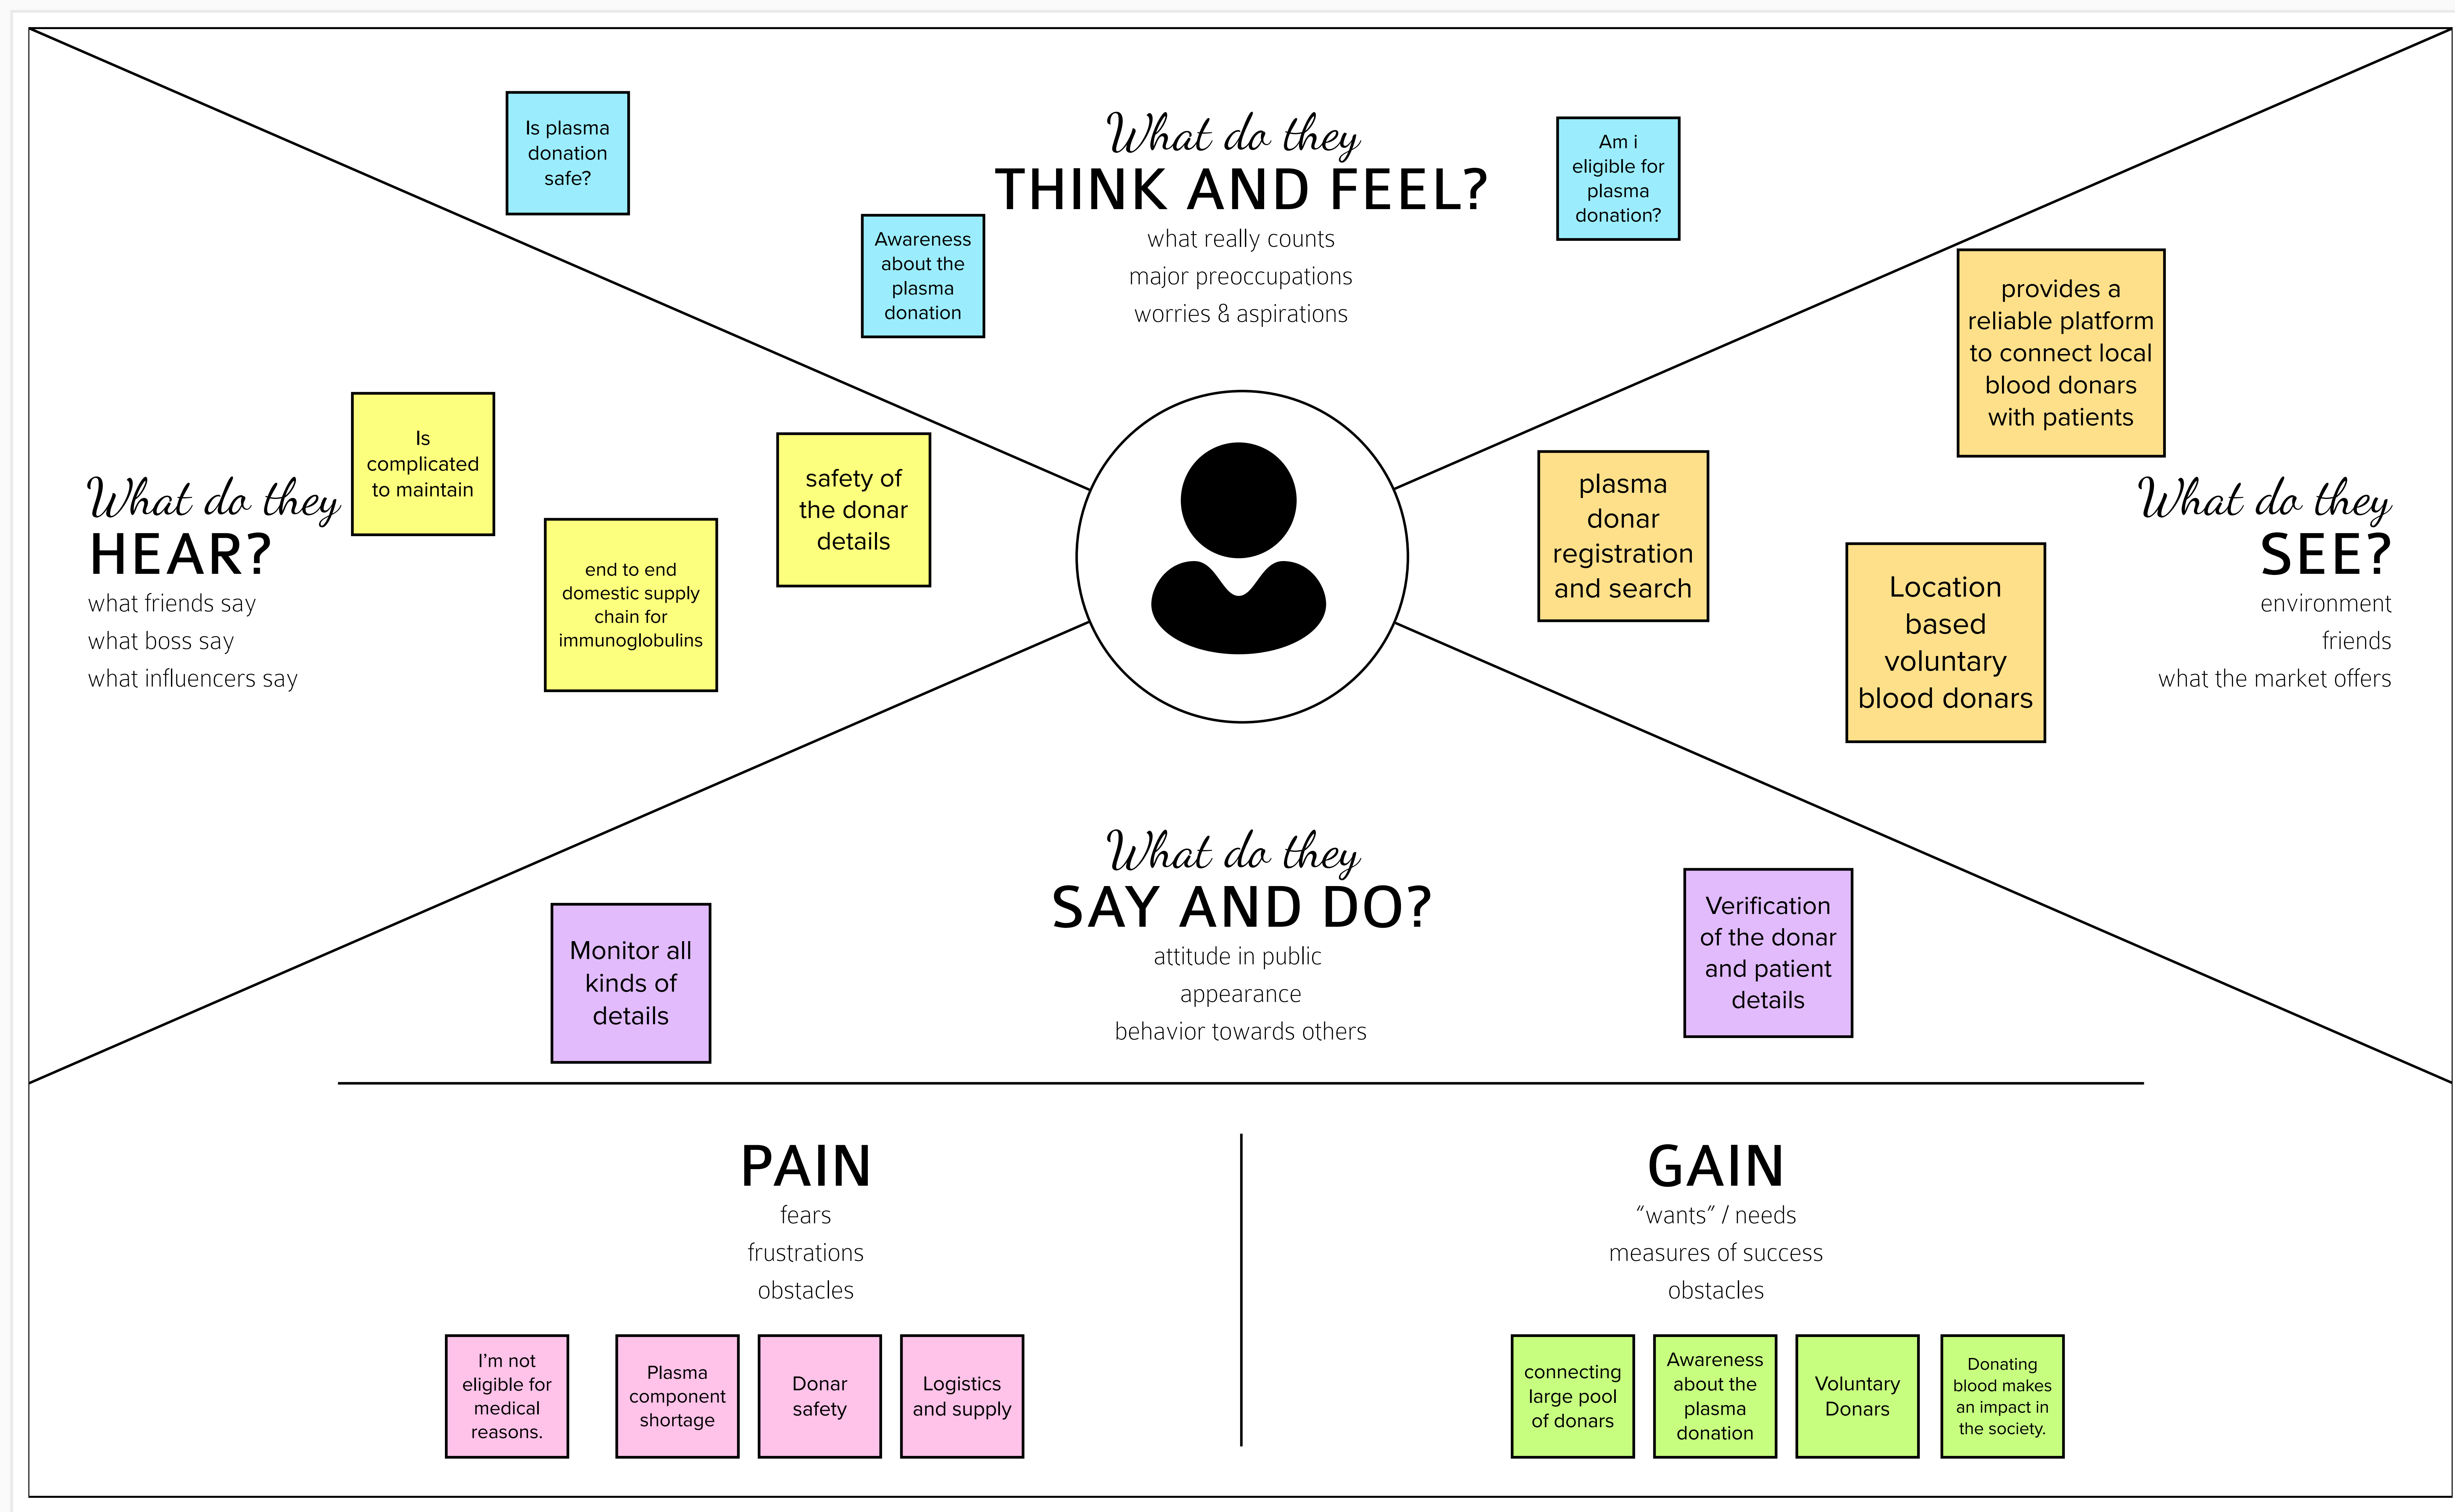 Is plasma
donation
safe?
What do they
THINK AND FEEL?
what really counts
major preoccupations
worries & aspirations
Awareness
about the
plasma
donation
Am i
eligible for
plasma
donation?
What do they
HEAR?
what friends say
what boss say
what influencers say
Is
complicated
to maintain
end to end
domestic supply
chain for
immunoglobulins
safety of
the donar
details
plasma
donar
registration
and search
provides a
reliable platform
to connect local
blood donars
with patients
Location
based
voluntary
blood donars
What do they
SEE?
environment
friends
what the market offers
What do they
SAY AND DO?
attitude in public
appearance
behavior towards others
Monitor all
kinds of
details
Verification
of the donar
and patient
details
PAIN
fears
frustrations
obstacles
I'm not
eligible for
medical
reasons.
Plasma
component
shortage
Donar
safety
Logistics
and supply
GAIN
“wants” / needs
measures of success
obstacles
connecting
large pool
of donars
Awareness
about the
plasma
donation
Voluntary
Donars
Donating
blood makes
an impact in
the society.